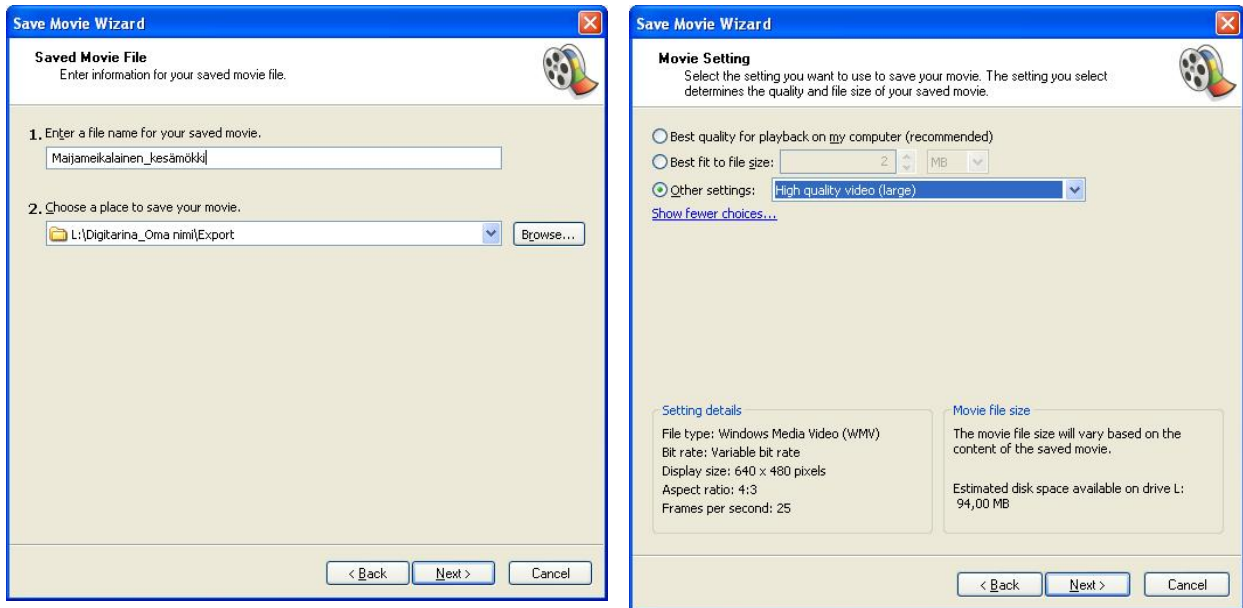 Save Movie Wizard
Saved Movie File
Enter information for your saved movie file.
1. Enter a file name for your saved movie.
Maijameikalainen_kesämökki
2. Choose a place to save your movie.
L:\Digitarina_Oma nimi\Export
Browse...
< Back
Next >
Cancel
Save Movie Wizard
Movie Setting
Select the setting you want to use to save your movie. The setting you select
determines the quality and file size of your saved movie.
Best quality for playback on my computer (recommended)
Best fit to file size: 2 MB
Other settings: High quality video (large)
Show fewer choices...
Setting details
File type: Windows Media Video (WMV)
Bit rate: Variable bit rate
Display size: 640 x 480 pixels
Aspect ratio: 4:3
Frames per second: 25
Movie file size
The movie file size will vary based on the
content of the saved movie.
Estimated disk space available on drive L:
94,00 MB
< Back
Next >
Cancel